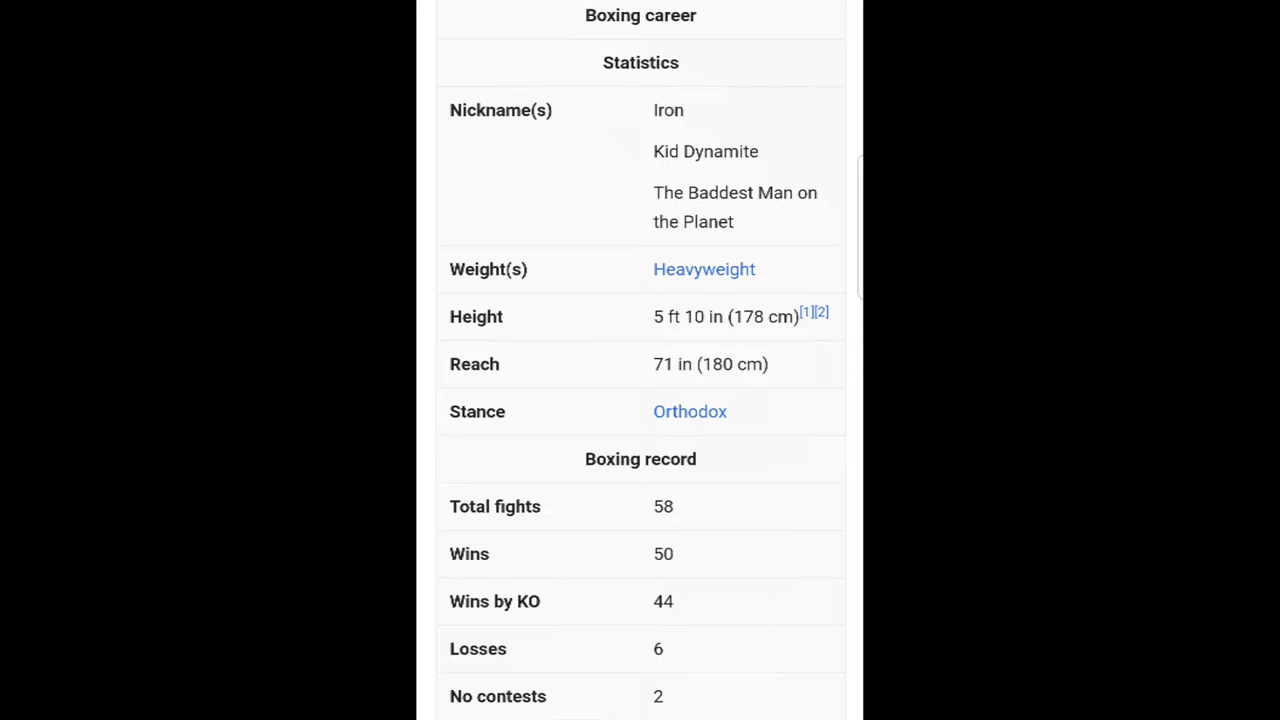 Boxing career
Statistics
Nickname(s) Iron
Kid Dynamite
The Baddest Man on
the Planet
Weight(s) Heavyweight
Height 5 ft 10 in (178 cm)[1][2]
Reach 71 in (180 cm)
Stance Orthodox
Boxing record
Total fights 58
Wins 50
Wins by KO 44
Losses 6
No contests 2